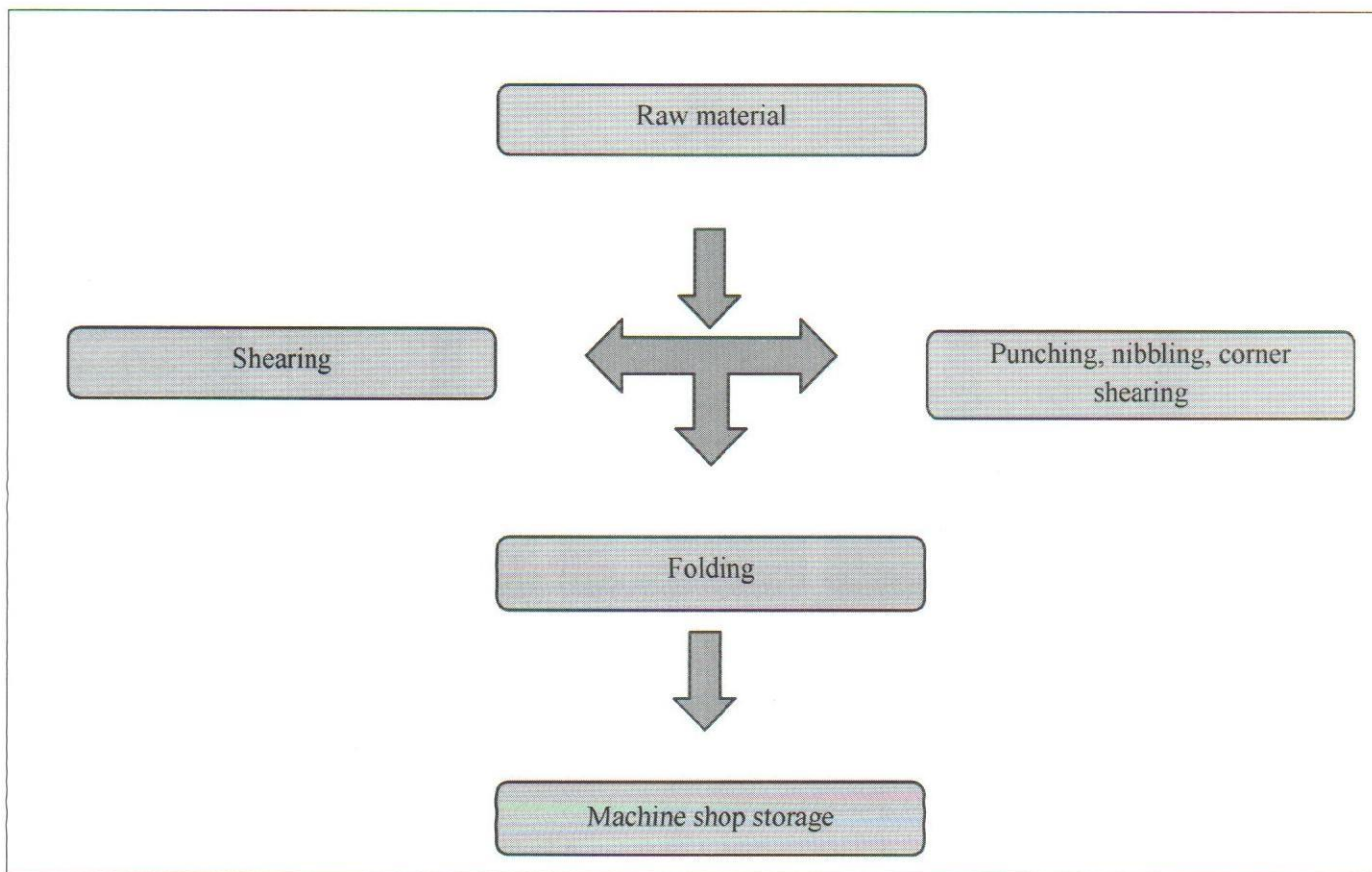 Raw material
Shearing
Punching, nibbling, corner
shearing
Folding
Machine shop storage